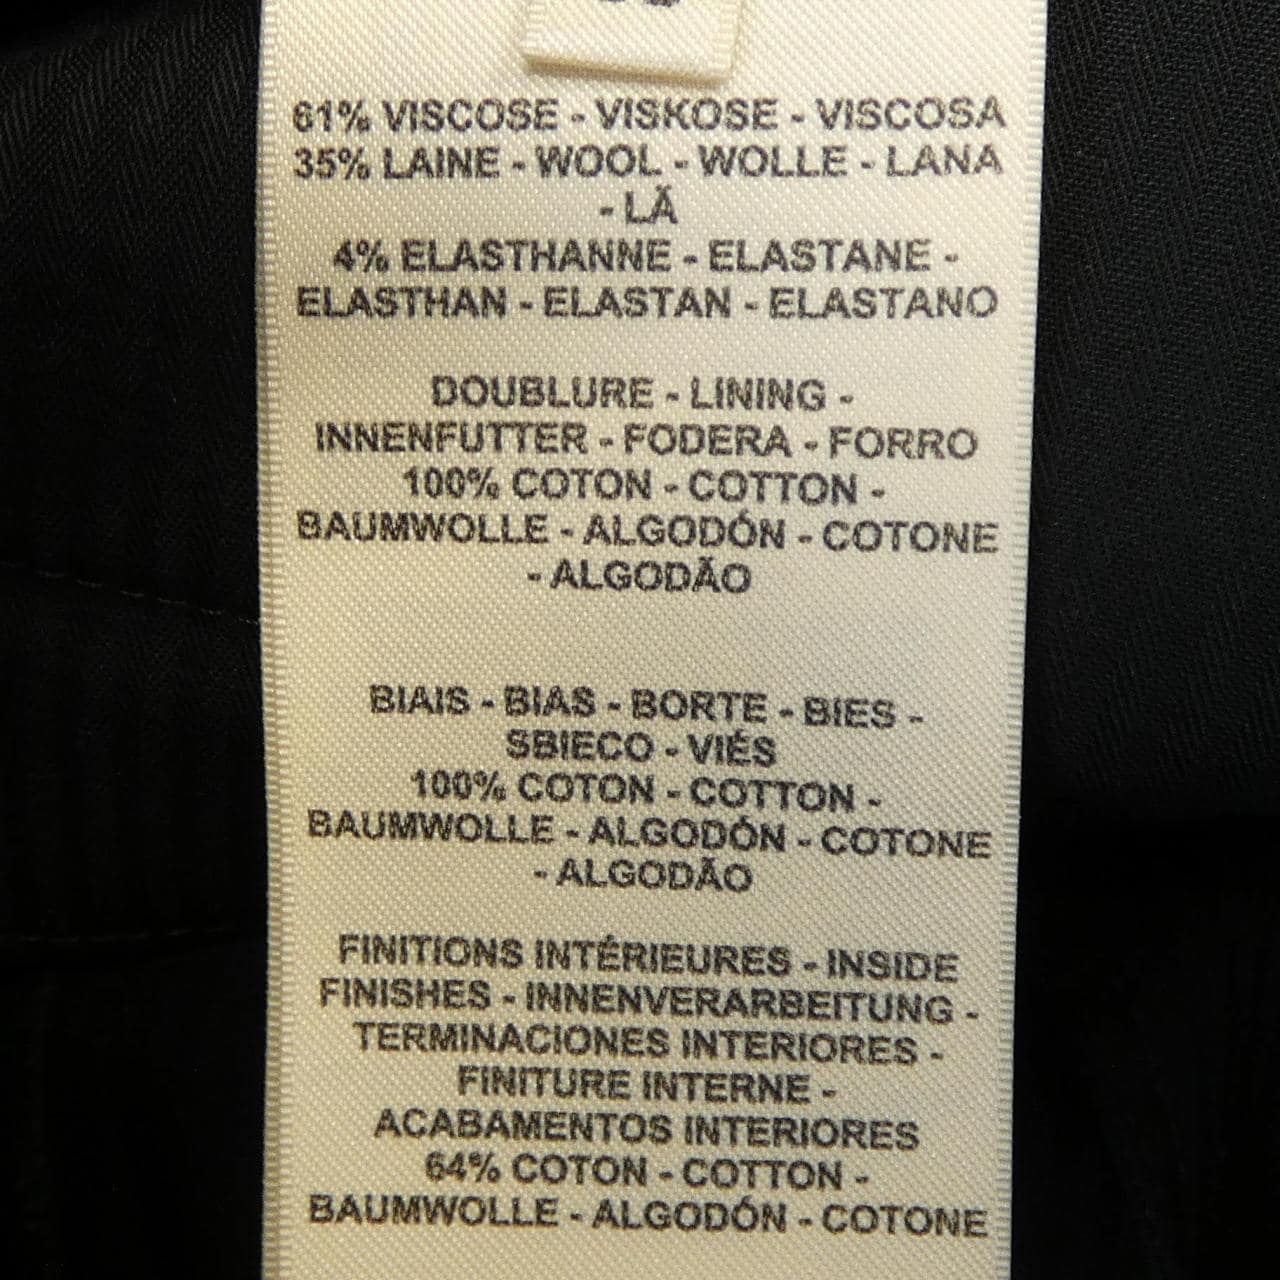 61% VISCOSE - VISKOSE - VISCOSA
35% LAINE - WOOL - WOLLE - LANA
- LÃ
4% ELASTHANNE - ELASTANE -
ELASTHAN - ELASTAN - ELASTANO
DOUBLURE - LINING -
INNENFUTTER - FODERA - FORRO
100% COTON - COTTON -
BAUMWOLLE - ALGODÓN - COTONE
- ALGODÃO
BIAIS - BIAS - BORTE - BIES -
SBIECO - VIÉS
100% COTON - COTTON -
BAUMWOLLE - ALGODÓN - COTONE
- ALGODÃO
FINITIONS INTÉRIEURES - INSIDE
FINISHES - INNENVERARBEITUNG -
TERMINACIONES INTERIORES -
FINITURE INTERNE -
ACABAMENTOS INTERIORES
64% COTON - COTTON -
BAUMWOLLE - ALGODÓN - COTONE